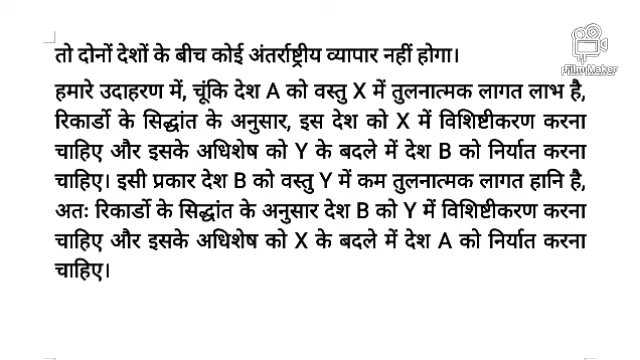 तो दोनों देशों के बीच कोई अंतर्राष्ट्रीय व्यापार नहीं होगा।
हमारे उदाहरण में, चूंकि देश A को वस्तु X में तुलनात्मक लागत लाभ है,
रिकार्डो के सिद्धांत के अनुसार, इस देश को X में विशिष्टीकरण करना
चाहिए और इसके अधिशेष को Y के बदले में देश B को निर्यात करना
चाहिए। इसी प्रकार देश B को वस्तु Y में कम तुलनात्मक लागत हानि है,
अतः रिकार्डो के सिद्धांत के अनुसार देश B को Y में विशिष्टीकरण करना
चाहिए और इसके अधिशेष को X के बदले में देश A को निर्यात करना
चाहिए।
FilmMaker